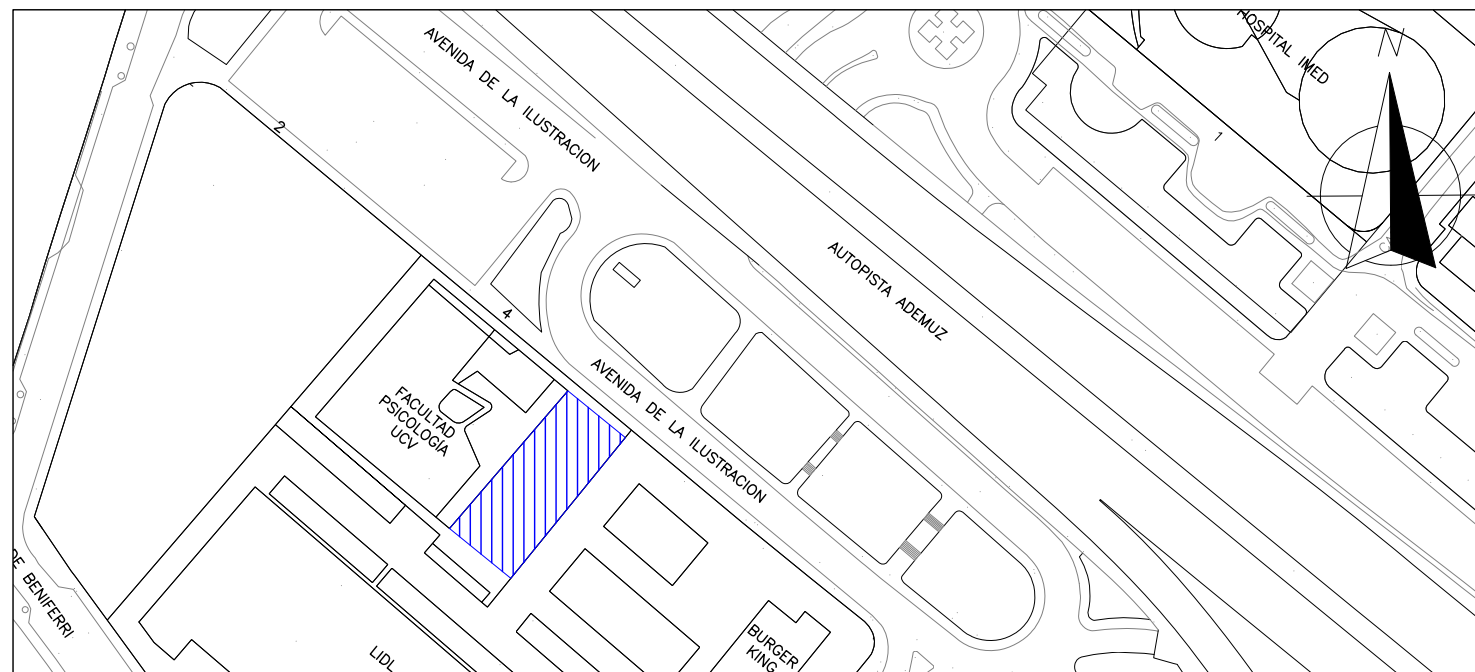 HOSPITAL IMED
N
AVENIDA DE LA ILUSTRACION
2
1
AUTOPISTA ADEMUZ
4
AVENIDA DE LA ILUSTRACION
FACULTAD
PSICOLOGÍA
UCV
DE BENIFERRI
BURGER
KING
LIDL